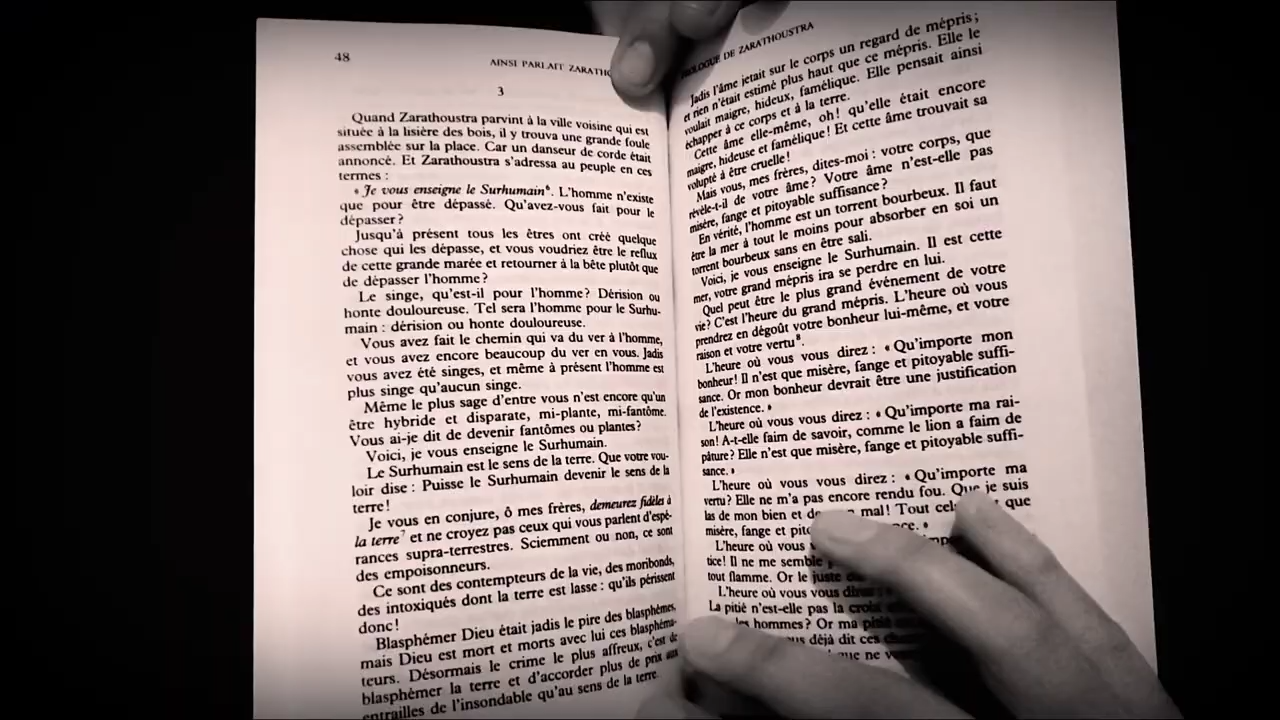 48
AINSI PARLAIT ZARATH
3
Quand Zarathoustra parvint à la ville voisine qui est
située à la lisière des bois, il y trouva une grande foule
assemblée sur la place. Car un danseur de corde était
annoncé. Et Zarathoustra s'adressa au peuple en ces
termes :
« Je vous enseigne le Surhumain⁶. L'homme n'existe
que pour être dépassé. Qu'avez-vous fait pour le
dépasser ?
Jusqu'à présent tous les êtres ont créé quelque
chose qui les dépasse, et vous voudriez être le reflux
de cette grande marée et retourner à la bête plutôt que
de dépasser l'homme ?
Le singe, qu'est-il pour l'homme ? Dérision ou
honte douloureuse. Tel sera l'homme pour le Surhu-
main : dérision ou honte douloureuse.
Vous avez fait le chemin qui va du ver à l'homme,
et vous avez encore beaucoup du ver en vous. Jadis
vous avez été singes, et même à présent l'homme est
plus singe qu'aucun singe.
Même le plus sage d'entre vous n'est encore qu'un
être hybride et disparate, mi-plante, mi-fantôme.
Vous ai-je dit de devenir fantômes ou plantes ?
Voici, je vous enseigne le Surhumain.
Le Surhumain est le sens de la terre. Que votre vou-
loir dise : Puisse le Surhumain devenir le sens de la
terre !
Je vous en conjure, ô mes frères, demeurez fidèles à
la terre⁷ et ne croyez pas ceux qui vous parlent d'espé-
rances supra-terrestres. Sciemment ou non, ce sont
des empoisonneurs.
Ce sont des contempteurs de la vie, des moribonds,
des intoxiqués dont la terre est lasse : qu'ils périssent
donc !
Blasphémer Dieu était jadis le pire des blasphèmes,
mais Dieu est mort et morts avec lui ces blasphéma-
teurs. Désormais le crime le plus affreux, c'est de
blasphémer la terre et d'accorder plus de prix aux
entrailles de l'insondable qu'au sens de la terre.
PROLOGUE DE ZARATHOUSTRA
Jadis l'âme jetait sur le corps un regard de mépris ;
et rien n'était estimé plus haut que ce mépris. Elle le
voulait maigre, hideux, famélique. Elle pensait ainsi
échapper à ce corps et à la terre.
Cette âme elle-même, oh ! qu'elle était encore
maigre, hideuse et famélique ! Et cette âme trouvait sa
volupté à être cruelle !
Mais vous, mes frères, dites-moi : votre corps, que
révèle-t-il de votre âme ? Votre âme n'est-elle pas
misère, fange et pitoyable suffisance ?
En vérité, l'homme est un torrent bourbeux. Il faut
être la mer à tout le moins pour absorber en soi un
torrent bourbeux sans en être sali.
Voici, je vous enseigne le Surhumain. Il est cette
mer, votre grand mépris ira se perdre en lui.
Quel peut être le plus grand événement de votre
vie ? C'est l'heure du grand mépris. L'heure où vous
prendrez en dégoût votre bonheur lui-même, et votre
raison et votre vertu⁸.
L'heure où vous vous direz : « Qu'importe mon
bonheur ! Il n'est que misère, fange et pitoyable suffi-
sance. Or mon bonheur devrait être une justification
de l'existence. »
L'heure où vous vous direz : « Qu'importe ma rai-
son ! A-t-elle faim de savoir, comme le lion a faim de
pâture ? Elle n'est que misère, fange et pitoyable suffi-
sance. »
L'heure où vous vous direz : « Qu'importe ma
vertu ? Elle ne m'a pas encore rendu fou. Que je suis
las de mon bien et de mal ! Tout que
misère, fange et
L'heure où vous
tice ! Il ne me semble
tout flamme. Or le juste
L'heure où vous vous
La pitié n'est-elle pas la croix
les hommes ? Or ma
déjà dit ces
que ne